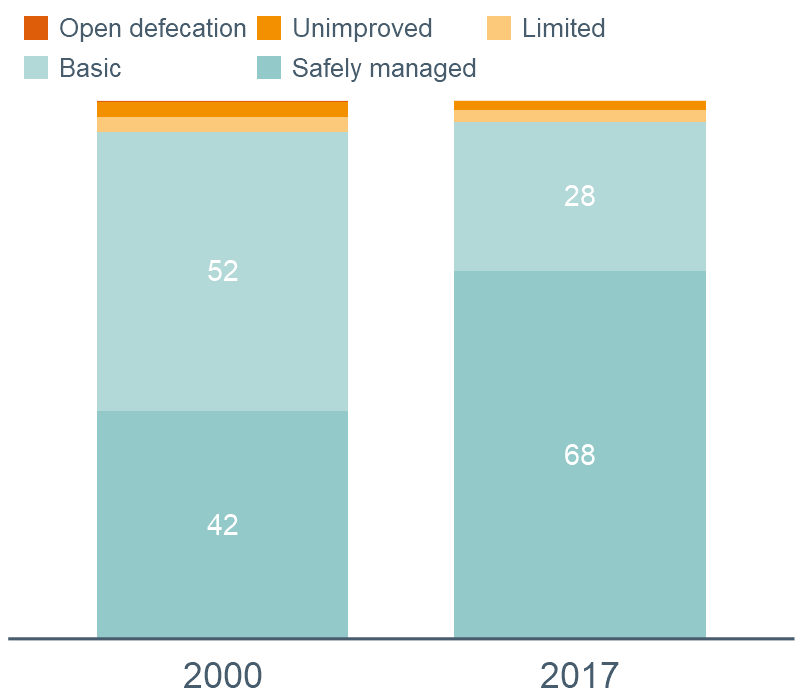 Open defecation Unimproved Limited
Basic Safely managed
28
52
68
42
2000 2017